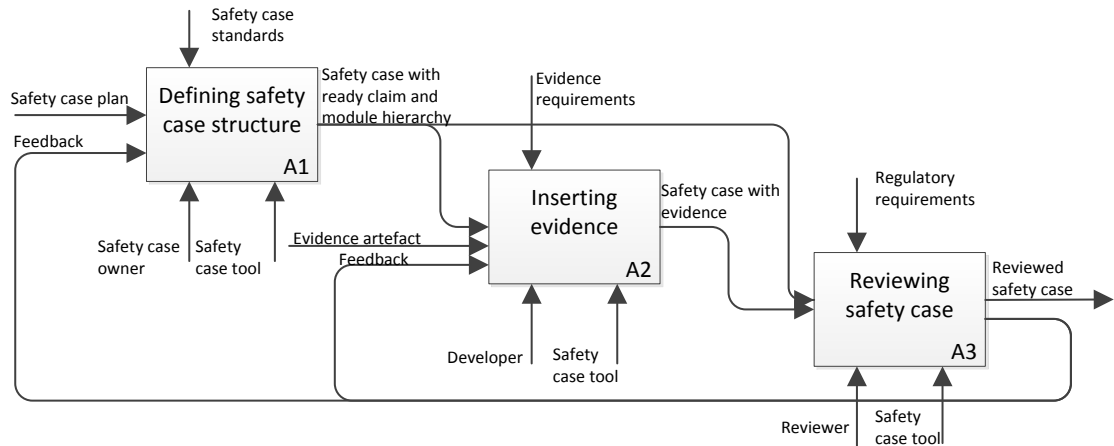 Safety case
standards
Safety case plan
Feedback
Defining safety
case structure
A1
Safety case with
ready claim and
module hierarchy
Safety case
owner
Safety
case tool
Evidence
requirements
Evidence artefact
Feedback
Inserting
evidence
A2
Safety case with
evidence
Developer
Safety
case tool
Regulatory
requirements
Reviewing
safety case
A3
Reviewed
safety case
Reviewer
Safety
case tool